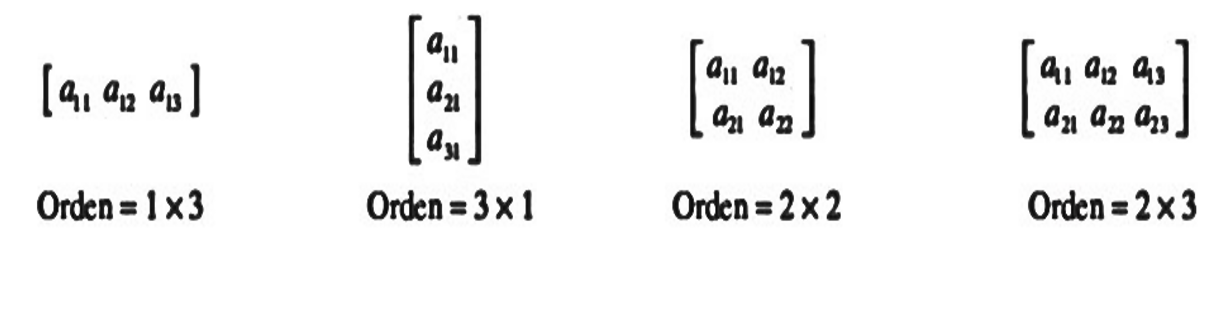 [a₁₁ a₁₂ a₁₃]
Orden = 1 × 3
[a₁₁
a₂₁
a₃₁]
Orden = 3 × 1
[a₁₁ a₁₂
a₂₁ a₂₂]
Orden = 2 × 2
[a₁₁ a₁₂ a₁₃
a₂₁ a₂₂ a₂₃]
Orden = 2 × 3